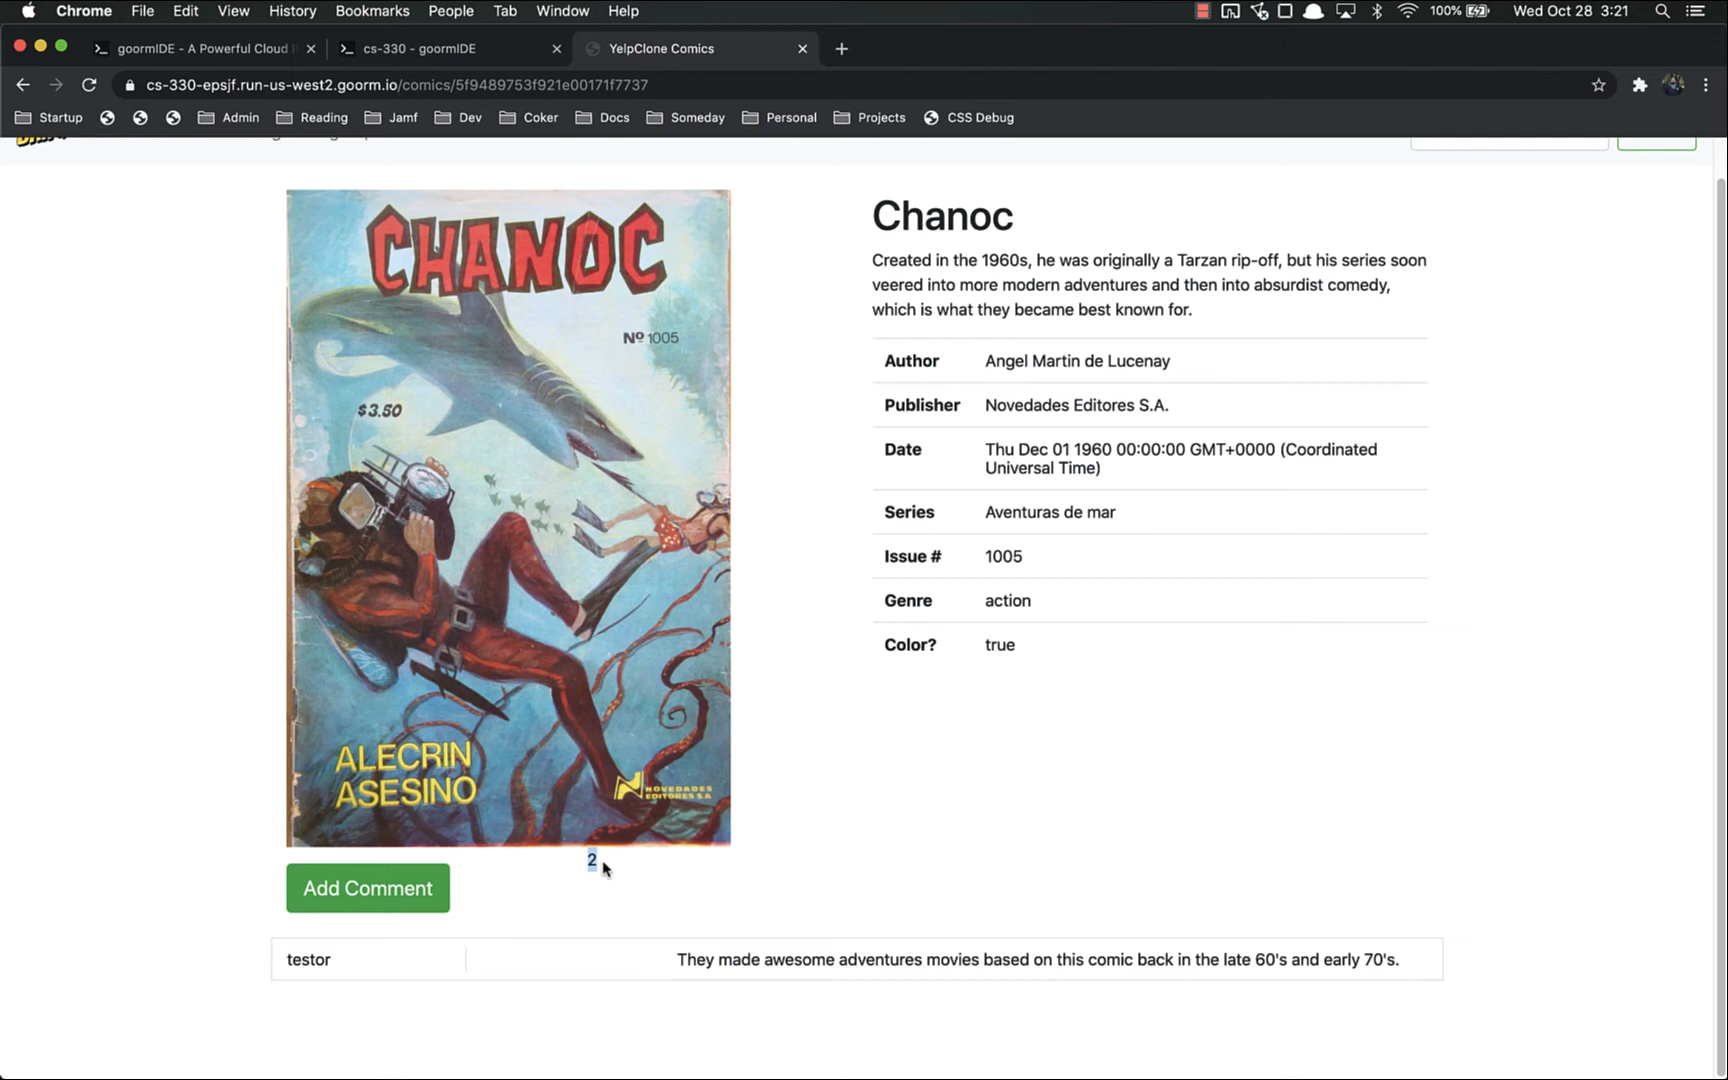 Chrome File Edit View History Bookmarks People Tab Window Help 100% Wed Oct 28 3:21
goormIDE - A Powerful Cloud I cs-330 - goormIDE YelpClone Comics
cs-330-epsjf.run-us-west2.goorm.io/comics/5f9489753f921e00171f7737
Startup Admin Reading Jamf Dev Coker Docs Someday Personal Projects CSS Debug
CHANOC
Nº 1005
$3.50
ALECRIN
ASESINO
NOVEDADES
EDITORES S.A.
Chanoc
Created in the 1960s, he was originally a Tarzan rip-off, but his series soon
veered into more modern adventures and then into absurdist comedy,
which is what they became best known for.
Author Angel Martin de Lucenay
Publisher Novedades Editores S.A.
Date Thu Dec 01 1960 00:00:00 GMT+0000 (Coordinated
Universal Time)
Series Aventuras de mar
Issue # 1005
Genre action
Color? true
2
Add Comment
testor They made awesome adventures movies based on this comic back in the late 60's and early 70's.